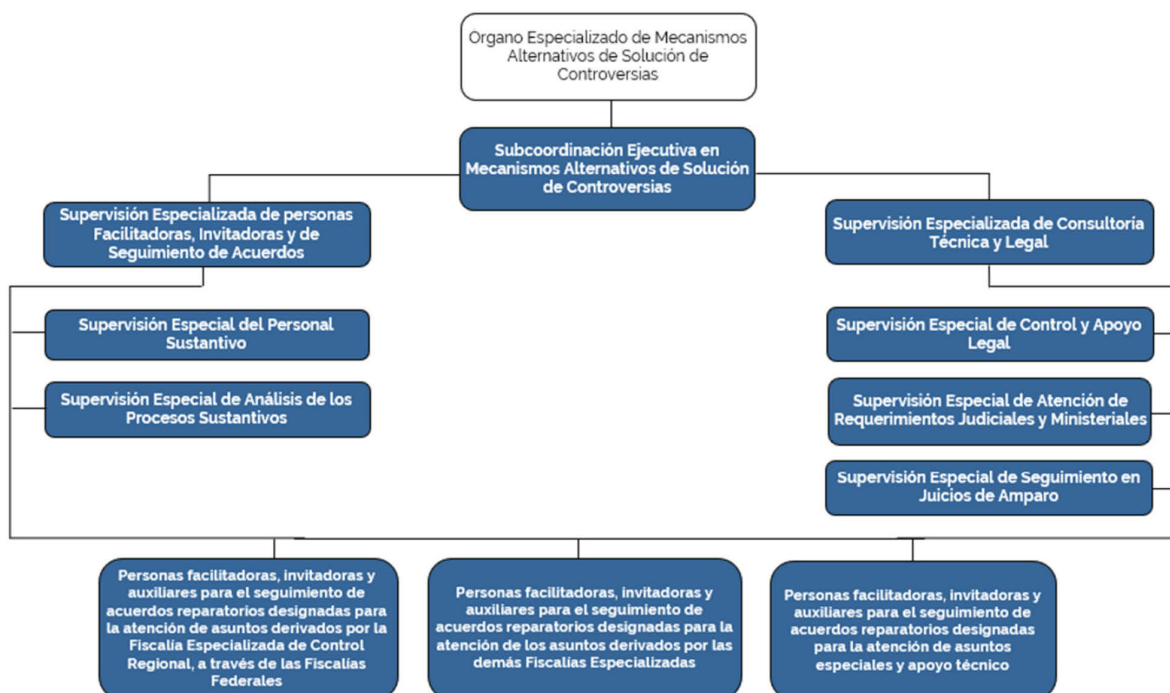 Órgano Especializado de Mecanismos
Alternativos de Solución de
Controversias
Subcoordinación Ejecutiva en
Mecanismos Alternativos de Solución
de Controversias
Supervisión Especializada de personas
Facilitadoras, Invitadoras y de
Seguimiento de Acuerdos
Supervisión Especial del Personal
Sustantivo
Supervisión Especial de Análisis de los
Procesos Sustantivos
Supervisión Especializada de Consultoría
Técnica y Legal
Supervisión Especial de Control y Apoyo
Legal
Supervisión Especial de Atención de
Requerimientos Judiciales y Ministeriales
Supervisión Especial de Seguimiento en
Juicios de Amparo
Personas facilitadoras, invitadoras y
auxiliares para el seguimiento de
acuerdos reparatorios designadas para
la atención de asuntos derivados por la
Fiscalía Especializada de Control
Regional, a través de las Fiscalías
Federales
Personas facilitadoras, invitadoras y
auxiliares para el seguimiento de
acuerdos reparatorios designadas para la
atención de los asuntos derivados por las
demás Fiscalías Especializadas
Personas facilitadoras, invitadoras y
auxiliares para el seguimiento de
acuerdos reparatorios designadas
para la atención de asuntos
especiales y apoyo técnico